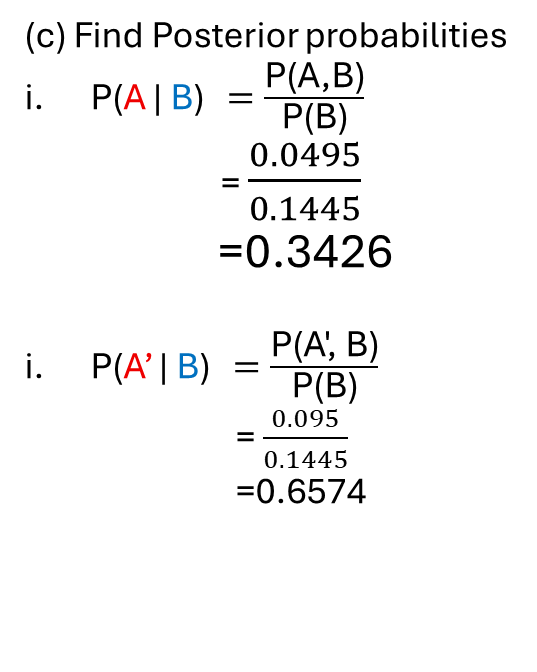 (c) Find Posterior probabilities
i. P(A | B) = P(A,B)
P(B)
= 0.0495
0.1445
=0.3426
i. P(A’ | B) = P(A', B)
P(B)
= 0.095
0.1445
=0.6574